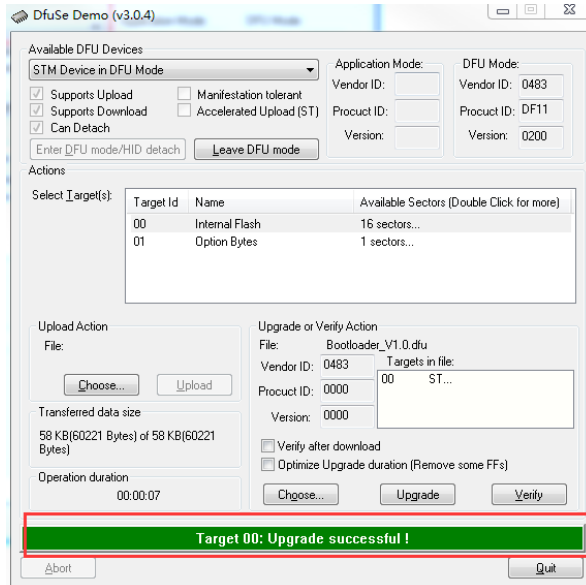 DfuSe Demo (v3.0.4)
Available DFU Devices
STM Device in DFU Mode
Supports Upload
Manifestation tolerant
Supports Download
Accelerated Upload (ST)
Can Detach
Enter DFU mode/HID detach
Leave DFU mode
Application Mode:
Vendor ID:
Procuct ID:
Version:
DFU Mode:
Vendor ID: 0483
Procuct ID: DF11
Version: 0200
Actions
Select Target(s):
Target Id Name Available Sectors (Double Click for more)
00 Internal Flash 16 sectors...
01 Option Bytes 1 sectors...
Upload Action
File:
Choose... Upload
Transferred data size
58 KB(60221 Bytes) of 58 KB(60221
Bytes)
Operation duration
00:00:07
Upgrade or Verify Action
File: Bootloader_V1.0.dfu
Vendor ID: 0483
Procuct ID: 0000
Version: 0000
Targets in file:
00 ST...
Verify after download
Optimize Upgrade duration (Remove some FFs)
Choose... Upgrade Verify
Target 00: Upgrade successful !
Abort Quit